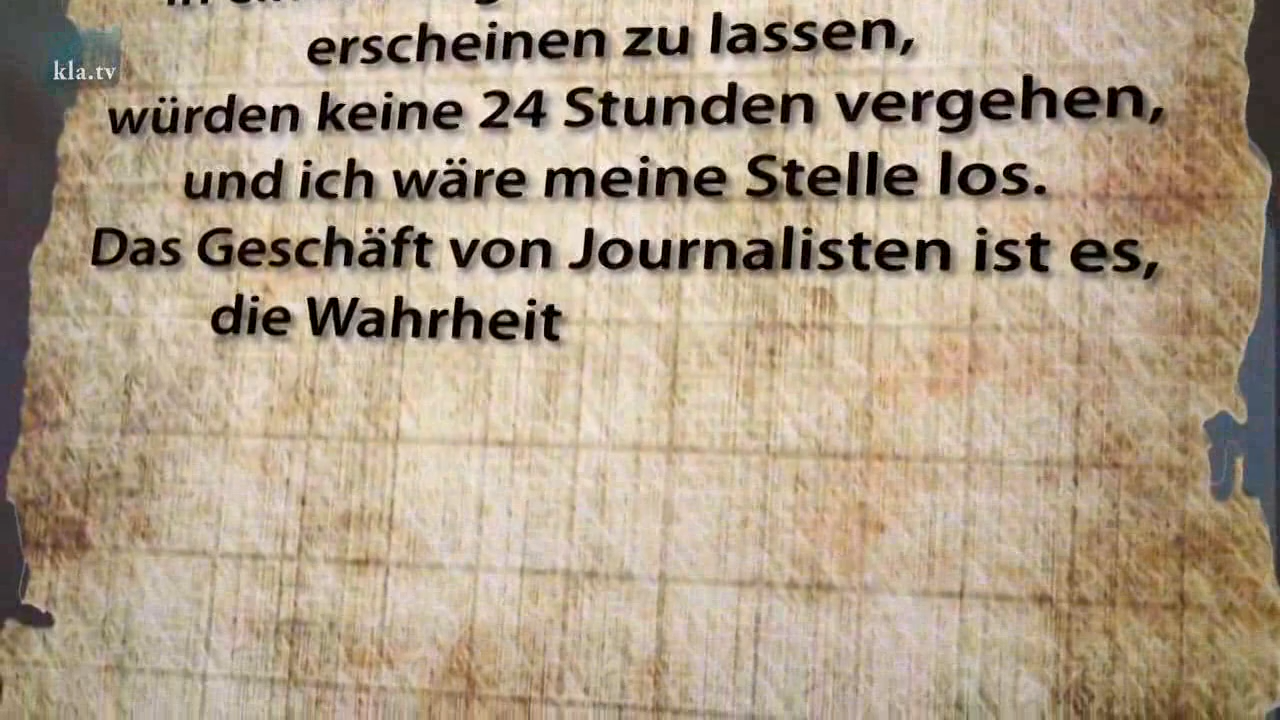 kla.tv
erscheinen zu lassen,
würden keine 24 Stunden vergehen,
und ich wäre meine Stelle los.
Das Geschäft von Journalisten ist es,
die Wahrheit